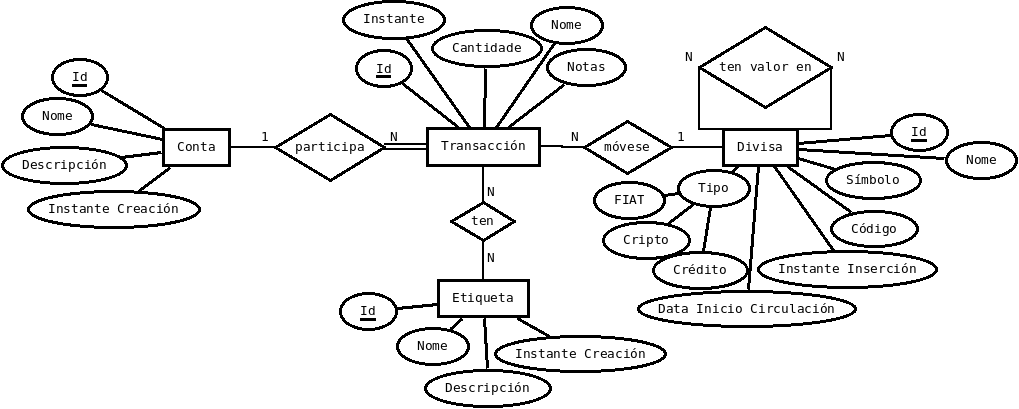 Instante
Nome
Cantidade
Id
Notas
N
ten valor en
N
Id
Nome
Descripción
Instante Creación
Conta
1
participa
N
Transacción
N
móvese
1
Divisa
Id
Nome
Símbolo
Código
Instante Inserción
Data Inicio Circulación
Tipo
FIAT
Cripto
Crédito
N
ten
N
Etiqueta
Id
Nome
Descripción
Instante Creación